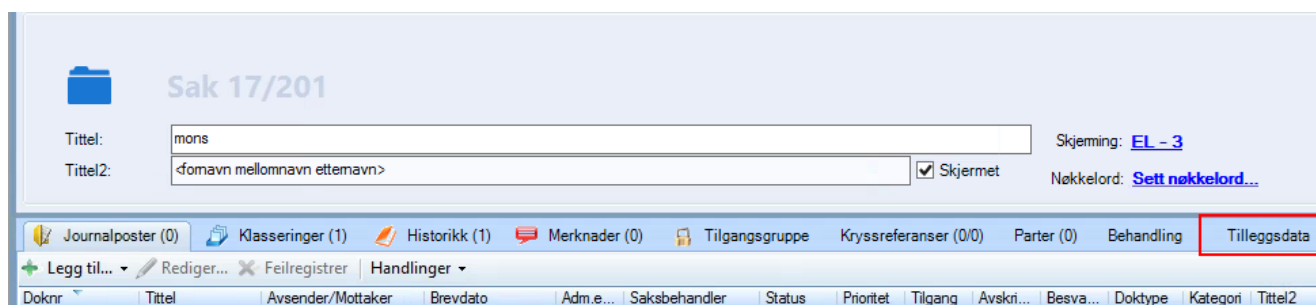 Sak 17/201
Tittel: mons Skjerming: EL - 3
Tittel2: <fornavn mellomnavn etternavn> Skjermet Nøkkelord: Sett nøkkelord...
Journalposter (0) Klasseringer (1) Historikk (1) Merknader (0) Tilgangsgruppe Kryssreferanser (0/0) Parter (0) Behandling Tilleggsdata
Legg til... Rediger... Feilregistrer Handlinger
Doknr Tittel Avsender/Mottaker Brevdato Adm.e... Saksbehandler Status Prioritet Tilgang Avskri... Besva... Doktype Kategori Tittel2